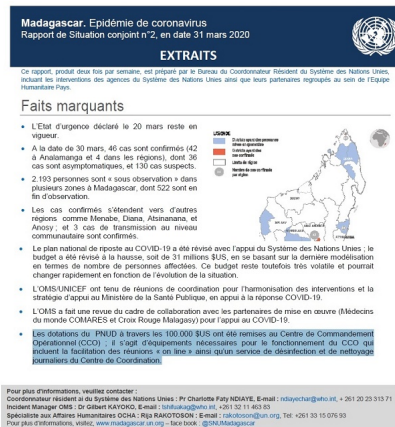 Madagascar. Epidémie de coronavirus
Rapport de Situation conjoint n°2, en date 31 mars 2020
EXTRAITS
Ce rapport, produit deux fois par semaine, est préparé par le Bureau du Coordonnateur Résident du Système des Nations Unies,
incluant les interventions des agences du Système des Nations Unies ainsi que leurs partenaires regroupés au sein de l'Equipe
Humanitaire Pays.
Faits marquants
• L'Etat d'urgence déclaré le 20 mars reste en
vigueur.
• A la date de 30 mars, 46 cas sont confirmés (42
à Analamanga et 4 dans les régions), dont 36
cas sont asymptomatiques, et 130 cas suspects.
• 2.193 personnes sont « sous observation » dans
plusieurs zones à Madagascar, dont 522 sont en
fin d'observation.
• Les cas confirmés s'étendent vers d'autres
régions comme Menabe, Diana, Atsinanana, et
Anosy ; et 3 cas de transmission au niveau
communautaire sont confirmés.
• Le plan national de riposte au COVID-19 a été révisé avec l'appui du Système des Nations Unies ; le
budget a été révisé à la hausse, soit de 31 millions $US, en se basant sur la dernière modélisation
en termes de nombre de personnes affectées. Ce budget reste toutefois très volatile et pourrait
changer rapidement en fonction de l'évolution de la situation.
• L'OMS/UNICEF ont tenu de réunions de coordination pour l'harmonisation des interventions et la
stratégie d'appui au Ministère de la Santé Publique, en appui à la réponse COVID-19.
• L'OMS a fait une revue du cadre de collaboration avec les partenaires de mise en œuvre (Médecins
du monde COMARES et Croix Rouge Malagasy) pour l'appui au COVID-19.
• Les dotations du PNUD à travers les 100.000 $US ont été remises au Centre de Commandement
Opérationnel (CCO) ; il s'agit d'équipements nécessaires pour le fonctionnement du CCO qui
incluent la facilitation des réunions « en line » ainsi qu'un service de désinfection et de nettoyage
journaliers du Centre de Coordination.
Pour plus d'informations, veuillez contacter :
Coordonnateur résident ai du Système des Nations Unies : Pr Charlotte Faty NDIAYE, E-mail : ndiayechar@who.int, + 261 20 23 313 71
Incident Manager OMS : Dr Gilbert KAYOKO, E-mail : tshituakag@who.int, +261 32 11 463 83
Spécialiste aux Affaires Humanitaires OCHA : Rija RAKOTOSON : E-mail : rakotoson@un.org, Tél: +261 33 15 076 93
Pour plus d'informations, visitez, www.madagascar.un.org – face book : @SNUMadagascar